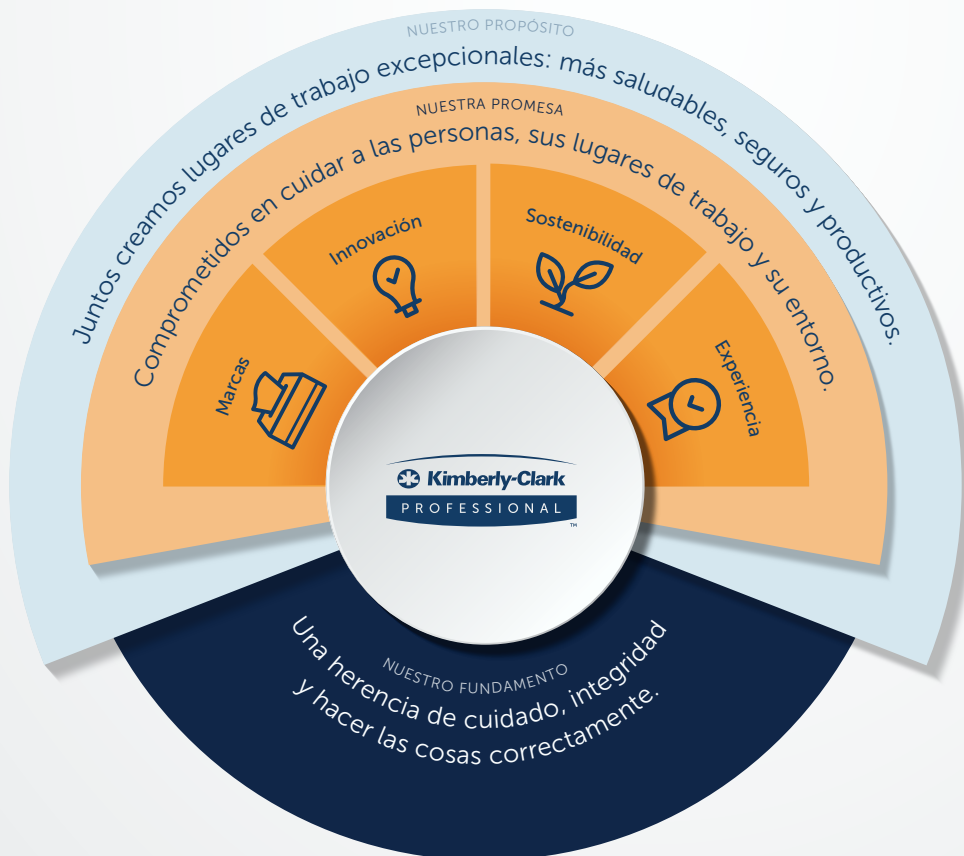 NUESTRO PROPÓSITO
Juntos creamos lugares de trabajo excepcionales: más saludables, seguros y productivos.
NUESTRA PROMESA
Comprometidos en cuidar a las personas, sus lugares de trabajo y su entorno.
Marcas
Innovación
Sostenibilidad
Experiencia
Kimberly-Clark
PROFESSIONAL
™
NUESTRO FUNDAMENTO
Una herencia de cuidado, integridad
y hacer las cosas correctamente.